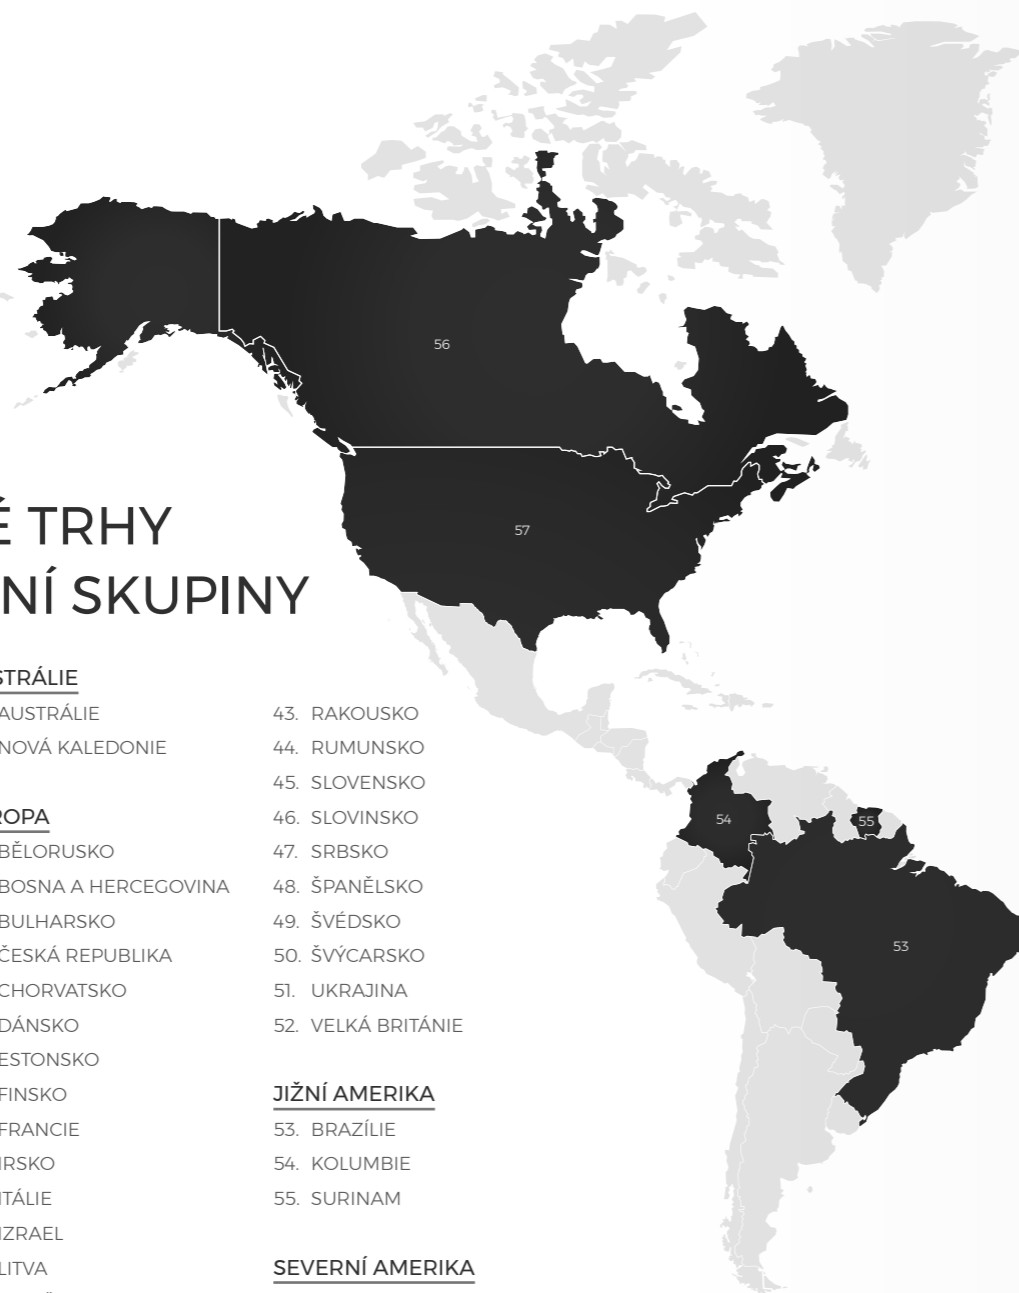 É TRHY
NÍ SKUPINY
STRÁLIE
AUSTRÁLIE
NOVÁ KALEDONIE
ROPA
BĚLORUSKO
BOSNA A HERCEGOVINA
BULHARSKO
ČESKÁ REPUBLIKA
CHORVATSKO
DÁNSKO
ESTONSKO
FINSKO
FRANCIE
IRSKO
ITÁLIE
IZRAEL
LITVA
43. RAKOUSKO
44. RUMUNSKO
45. SLOVENSKO
46. SLOVINSKO
47. SRBSKO
48. ŠPANĚLSKO
49. ŠVÉDSKO
50. ŠVÝCARSKO
51. UKRAJINA
52. VELKÁ BRITÁNIE
JIŽNÍ AMERIKA
53. BRAZÍLIE
54. KOLUMBIE
55. SURINAM
SEVERNÍ AMERIKA
56
57
54
55
53